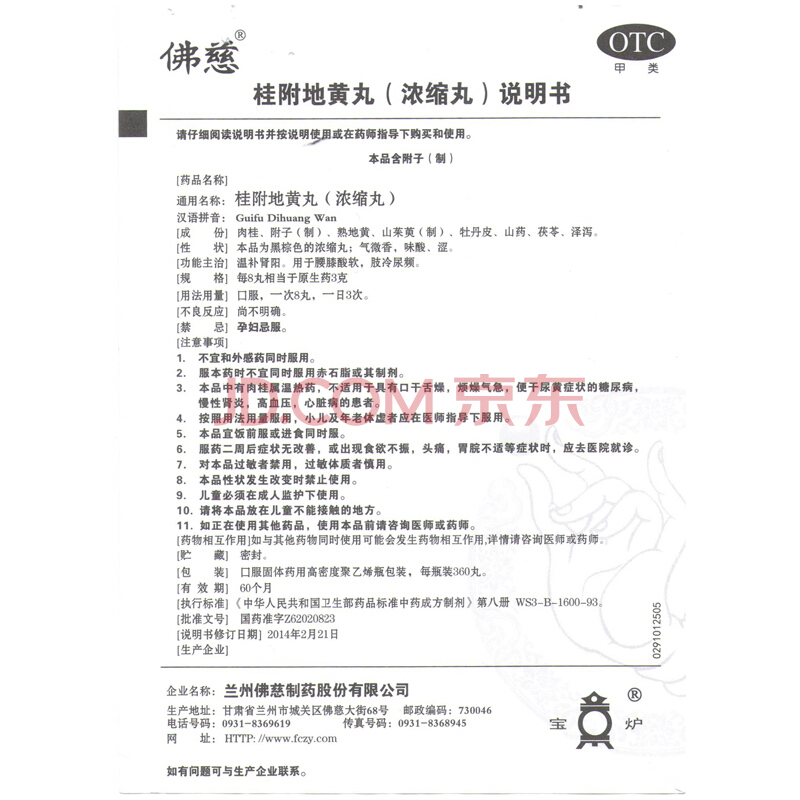 佛慈®
OTC
甲类
桂附地黄丸（浓缩丸）说明书
请仔细阅读说明书并按说明使用或在药师指导下购买和使用。
本品含附子（制）
[药品名称]
通用名称：桂附地黄丸（浓缩丸）
汉语拼音：Guifu Dihuang Wan
[成　份] 肉桂、附子（制）、熟地黄、山茱萸（制）、牡丹皮、山药、茯苓、泽泻。
[性　状] 本品为黑棕色的浓缩丸；气微香，味酸、涩。
[功能主治] 温补肾阳。用于腰膝酸软，肢冷尿频。
[规　格] 每8丸相当于原生药3克
[用法用量] 口服，一次8丸，一日3次。
[不良反应] 尚不明确。
[禁　忌] 孕妇忌服。
[注意事项]
1. 不宜和外感药同时服用。
2. 服本药时不宜同时服用赤石脂或其制剂。
3. 本品中有肉桂属温热药，不适用于具有口干舌燥，烦燥气急，便干尿黄症状的糖尿病，
慢性肾炎，高血压，心脏病的患者。
4. 按照用法用量服用，小儿及年老体虚者应在医师指导下服用。
5. 本品宜饭前服或进食同时服。
6. 服药二周后症状无改善，或出现食欲不振，头痛，胃脘不适等症状时，应去医院就诊。
7. 对本品过敏者禁用，过敏体质者慎用。
8. 本品性状发生改变时禁止使用。
9. 儿童必须在成人监护下使用。
10. 请将本品放在儿童不能接触的地方。
11. 如正在使用其他药品，使用本品前请咨询医师或药师。
[药物相互作用]如与其他药物同时使用可能会发生药物相互作用,详情请咨询医师或药师。
[贮　藏] 密封。
[包　装] 口服固体药用高密度聚乙烯瓶包装，每瓶装360丸。
[有 效 期] 60个月
[执行标准]《中华人民共和国卫生部药品标准中药成方制剂》第八册 WS3-B-1600-93。
[批准文号] 国药准字Z62020823
[说明书修订日期] 2014年2月21日
[生产企业]
0291012505
企业名称：兰州佛慈制药股份有限公司
生产地址：甘肃省兰州市城关区佛慈大街68号 邮政编码：730046
电话号码：0931-8369619 传真号码：0931-8368945
网　址：HTTP://www.fczy.com
宝炉®
如有问题可与生产企业联系。
JD.COM 京东